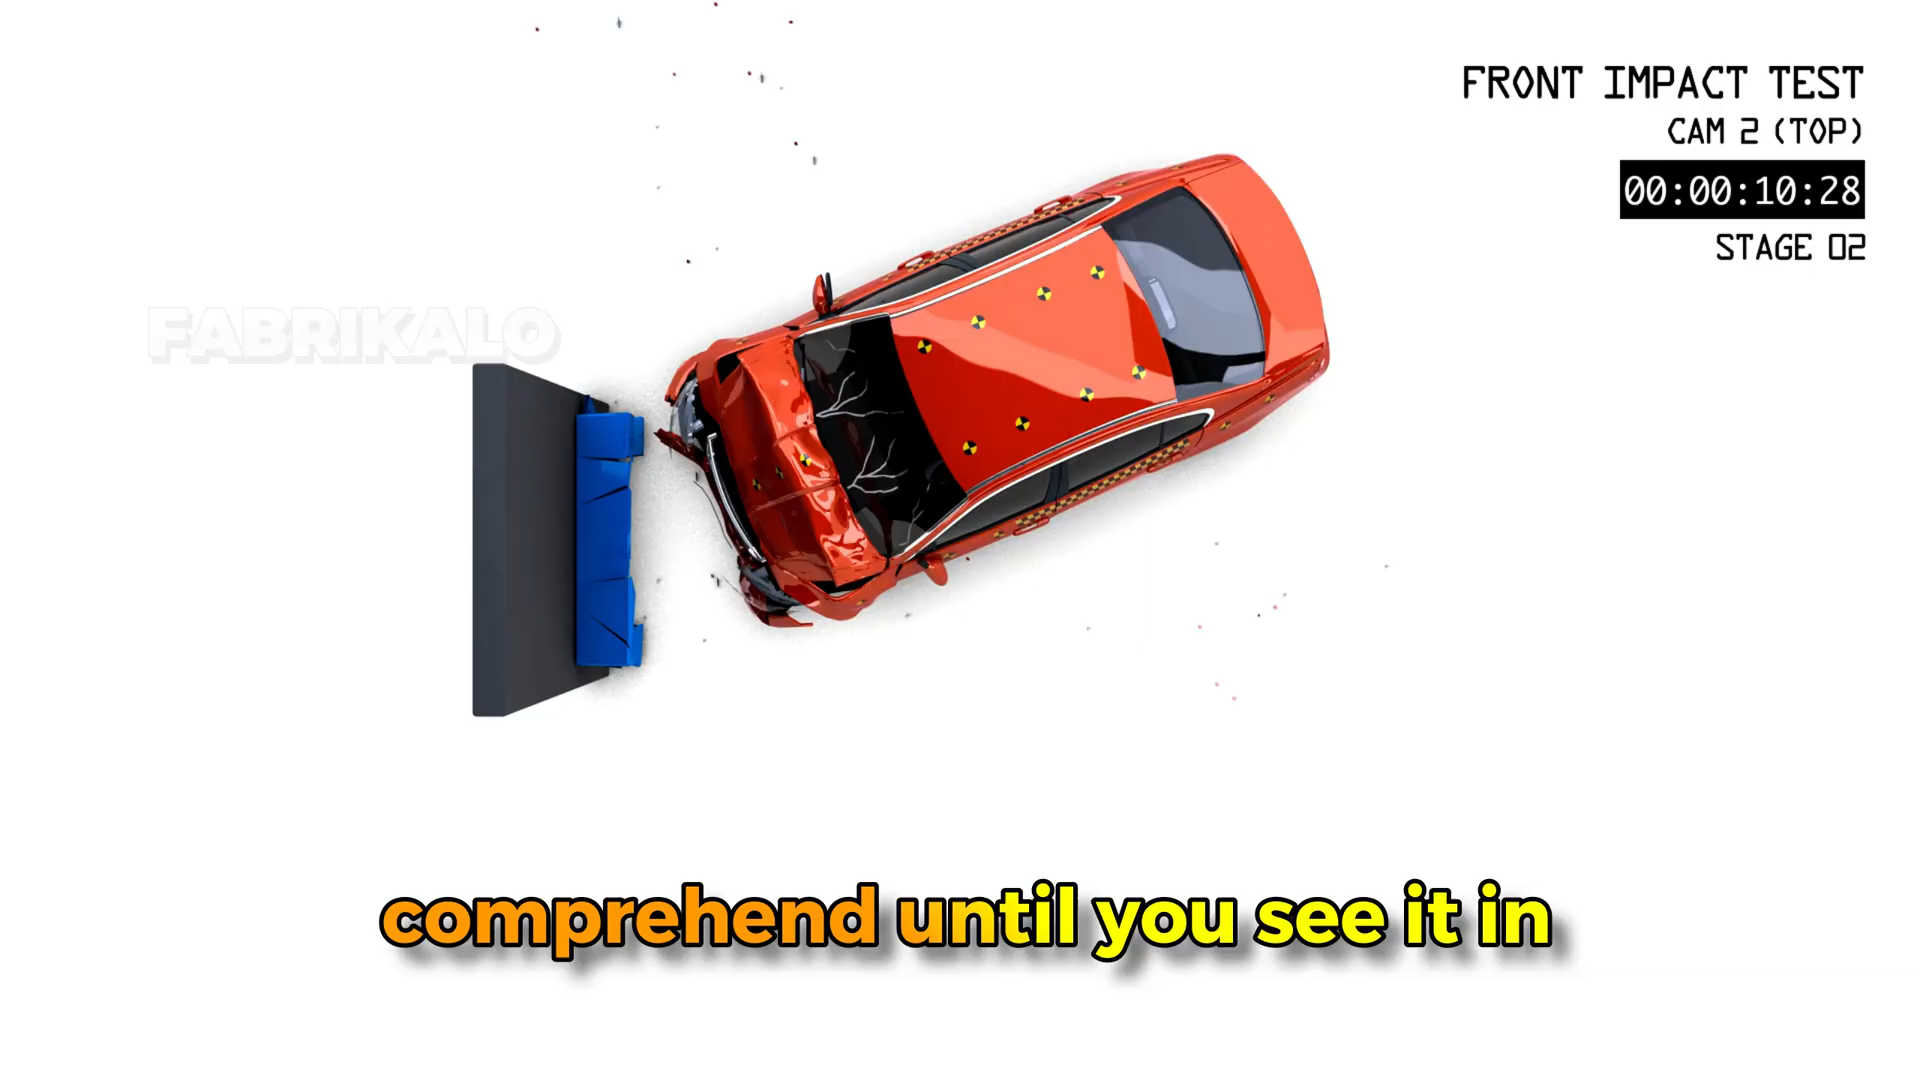 FRONT IMPACT TEST
CAM 2 (TOP)
00:00:10:28
STAGE 02
FABRIKALO
comprehend until you see it in